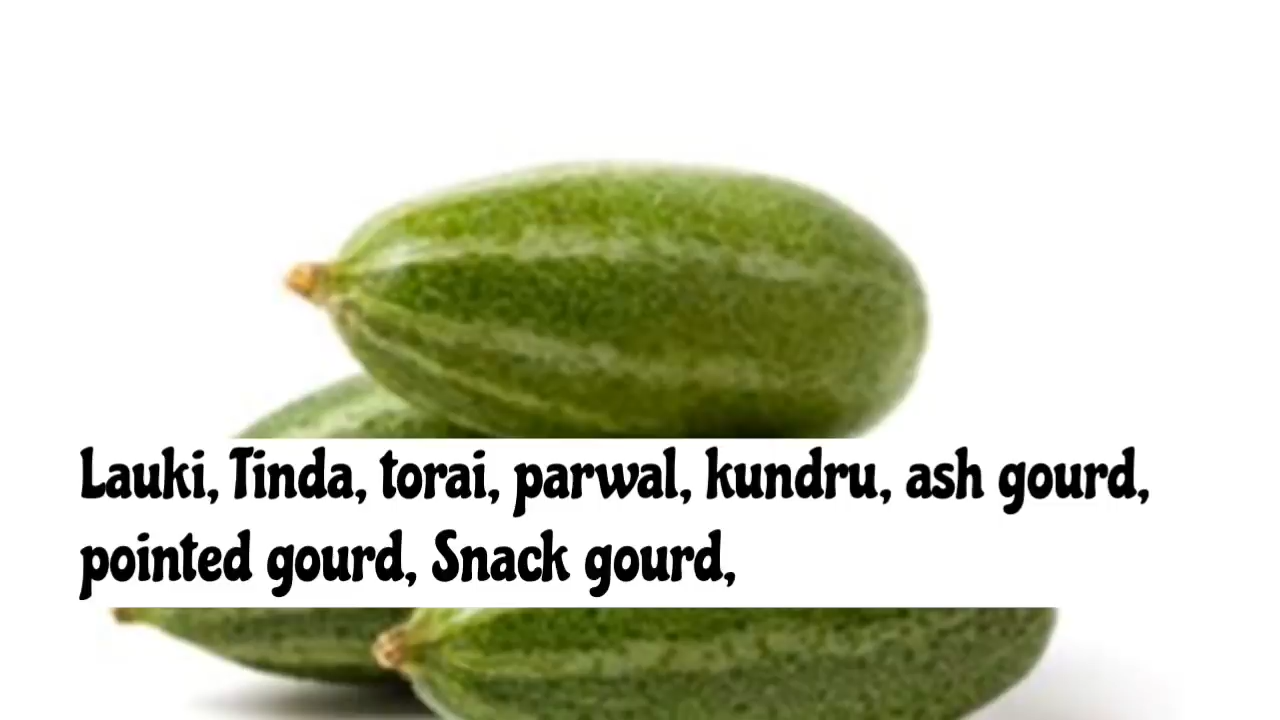 Lauki, Tinda, torai, parwal, kundru, ash gourd,
pointed gourd, Snack gourd,